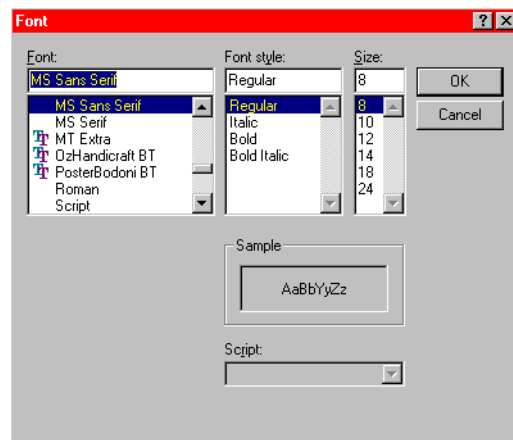 Font
Font: Font style: Size:
MS Sans Serif Regular 8 OK
MS Sans Serif Regular 8 Cancel
MS Serif Italic 10
MT Extra Bold 12
OzHandicraft BT Bold Italic 14
PosterBodoni BT 18
Roman 24
Script
Sample
AaBbYyZz
Script: